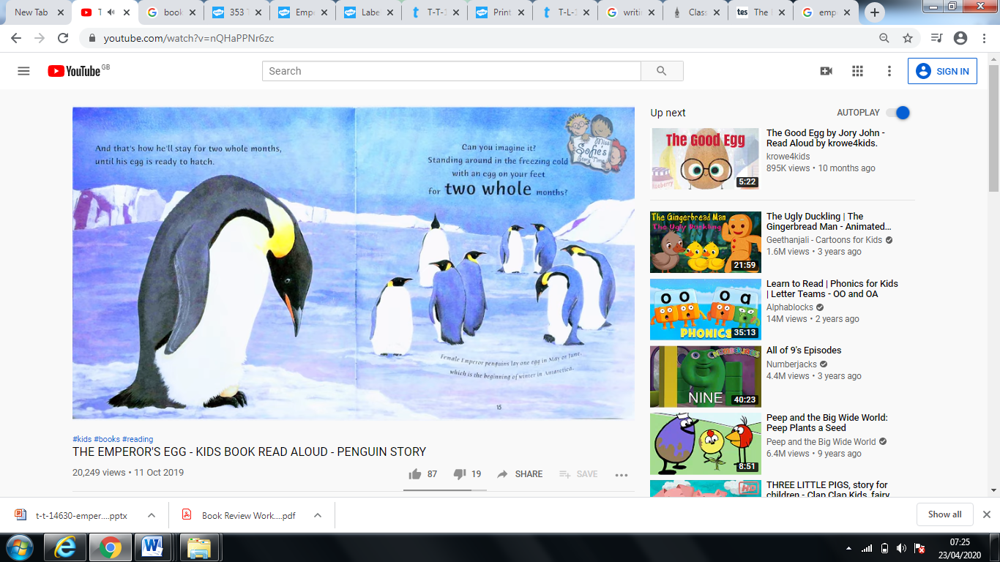 New Tab
T
book
353 T
Emp
Labe
T-T-1
Print
T-L-1
writi
Class
tes
The I
emp
youtube.com/watch?v=nQHaPPNr6zc
YouTube GB
Search
SIGN IN
And that's how he'll stay for two whole months,
until his egg is ready to hatch.
Can you imagine it?
Standing around in the freezing cold
with an egg on your feet
for two whole months?
Miss
Sofie's
Story Time
Female Emperor penguins lay one egg in May or June,
which is the beginning of winter in Antarctica.
15
#kids #books #reading
THE EMPEROR'S EGG - KIDS BOOK READ ALOUD - PENGUIN STORY
20,249 views • 11 Oct 2019
87
19
SHARE
SAVE
Up next
AUTOPLAY
The Good Egg
5:22
The Good Egg by Jory John -
Read Aloud by krowe4kids.
krowe4kids
895K views • 10 months ago
The Gingerbread Man
The Ugly Duckling
21:59
The Ugly Duckling | The
Gingerbread Man - Animated...
Geethanjali - Cartoons for Kids
1.6M views • 3 years ago
o o o a
PHONICS
35:13
Learn to Read | Phonics for Kids
| Letter Teams - OO and OA
Alphablocks
14M views • 2 years ago
NUMBERJACKS
NINE
40:23
All of 9's Episodes
Numberjacks
4.4M views • 3 years ago
8:51
Peep and the Big Wide World:
Peep Plants a Seed
Peep and the Big Wide World
6.4M views • 9 years ago
HD
THREE LITTLE PIGS, story for
children - Clap Clap Kids, fairy
t-t-14630-emper....pptx
Book Review Work....pdf
Show all
07:25
23/04/2020